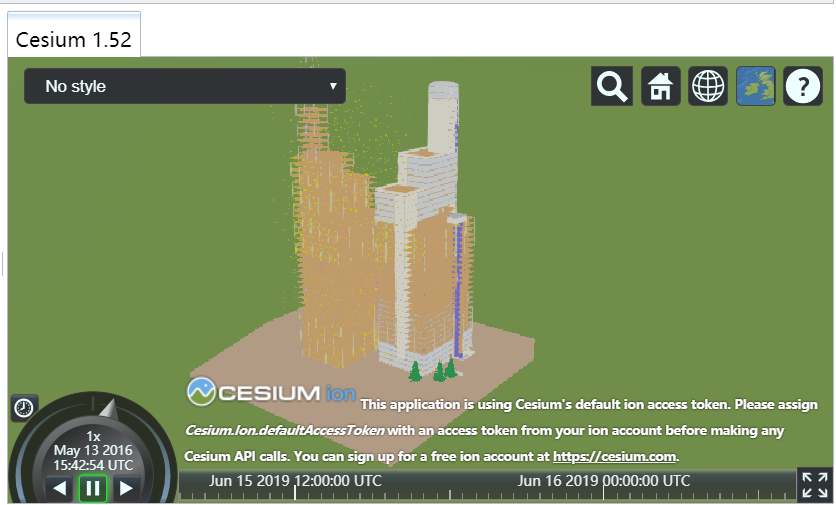 Cesium 1.52
No style
?
CESIUM ion This application is using Cesium's default ion access token. Please assign
Cesium.Ion.defaultAccessToken with an access token from your ion account before making any
Cesium API calls. You can sign up for a free ion account at https://cesium.com.
1x
May 13 2016
15:42:54 UTC
Jun 15 2019 12:00:00 UTC Jun 16 2019 00:00:00 UTC